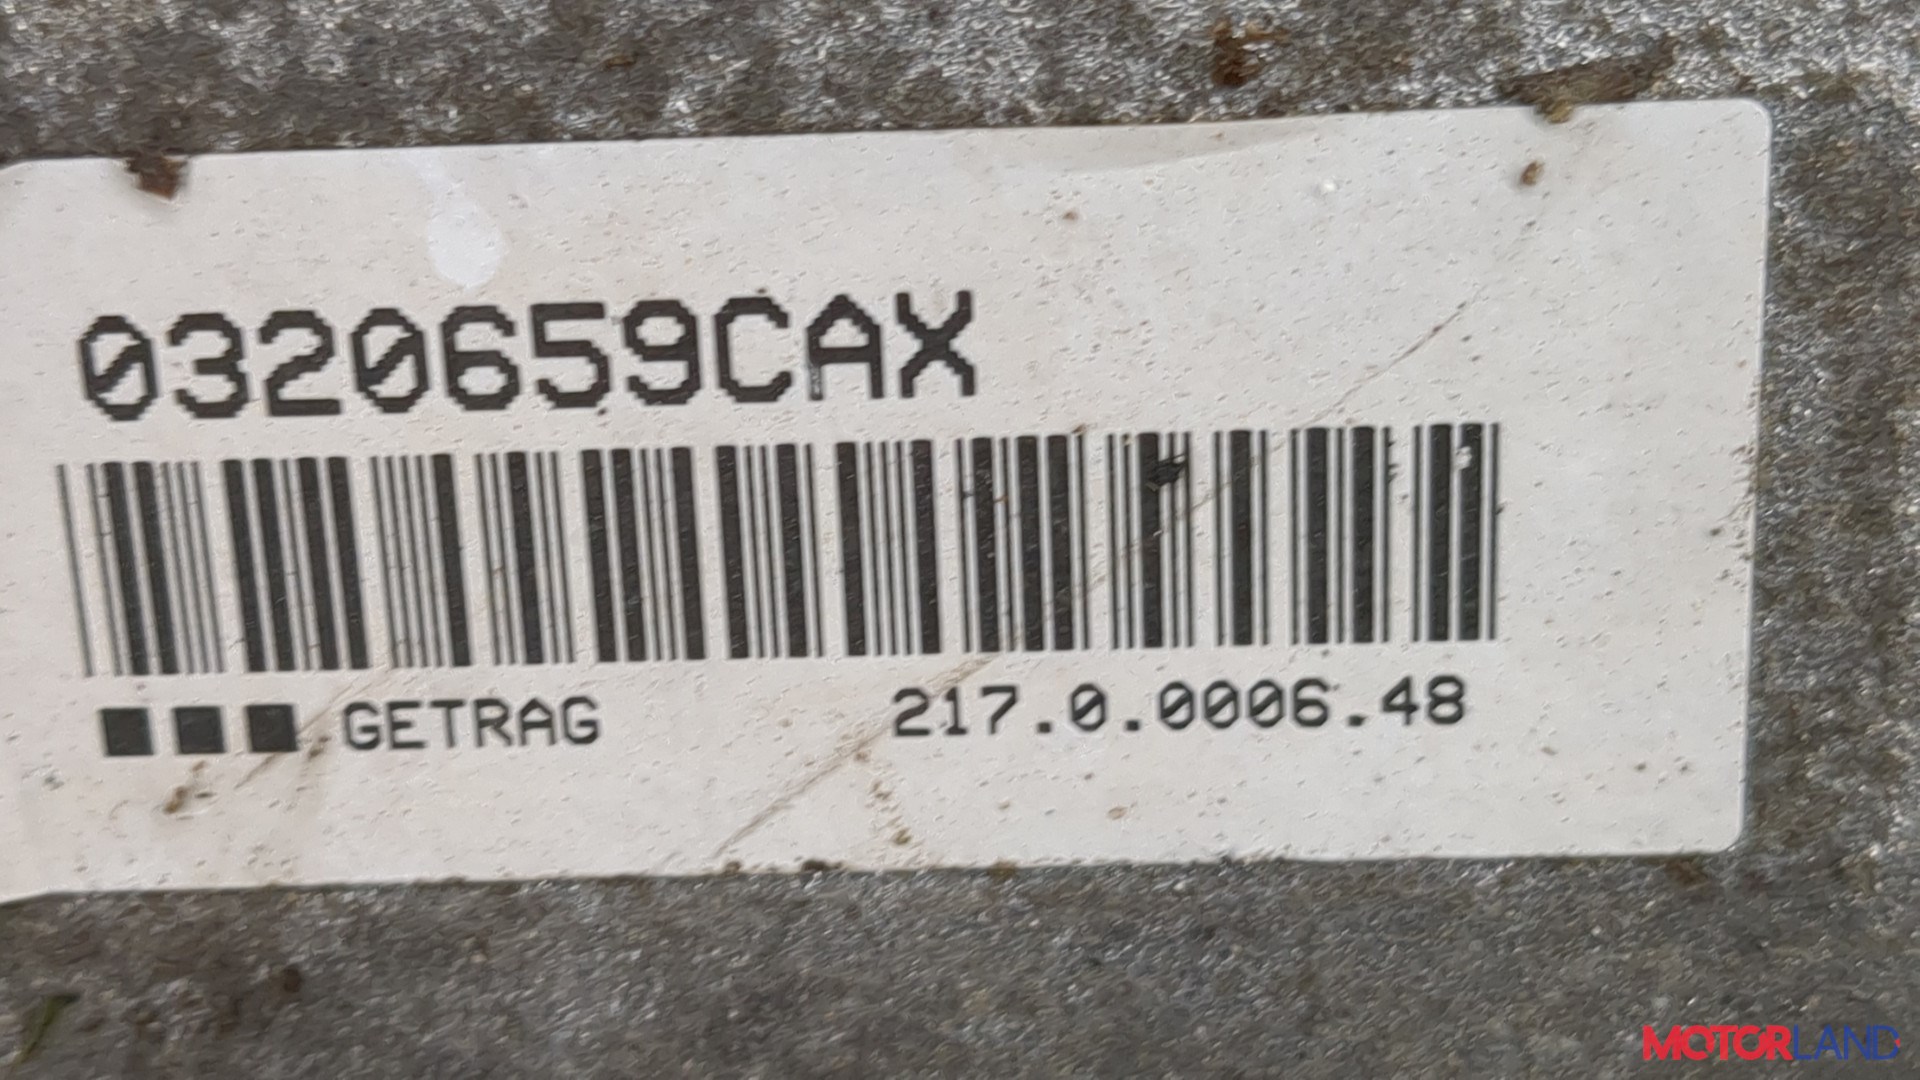 0320659CAX
GETRAG 217.0.0006.48
MOTORLAND